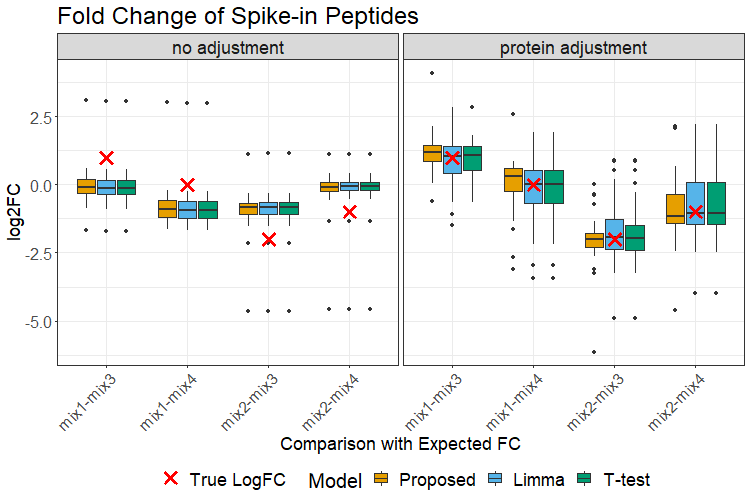 Fold Change of Spike-in Peptides
no adjustment
protein adjustment
log2FC
2.5
0.0
-2.5
-5.0
mix1-mix3
mix1-mix4
mix2-mix3
mix2-mix4
mix1-mix3
mix1-mix4
mix2-mix3
mix2-mix4
Comparison with Expected FC
True LogFC Model Proposed Limma T-test